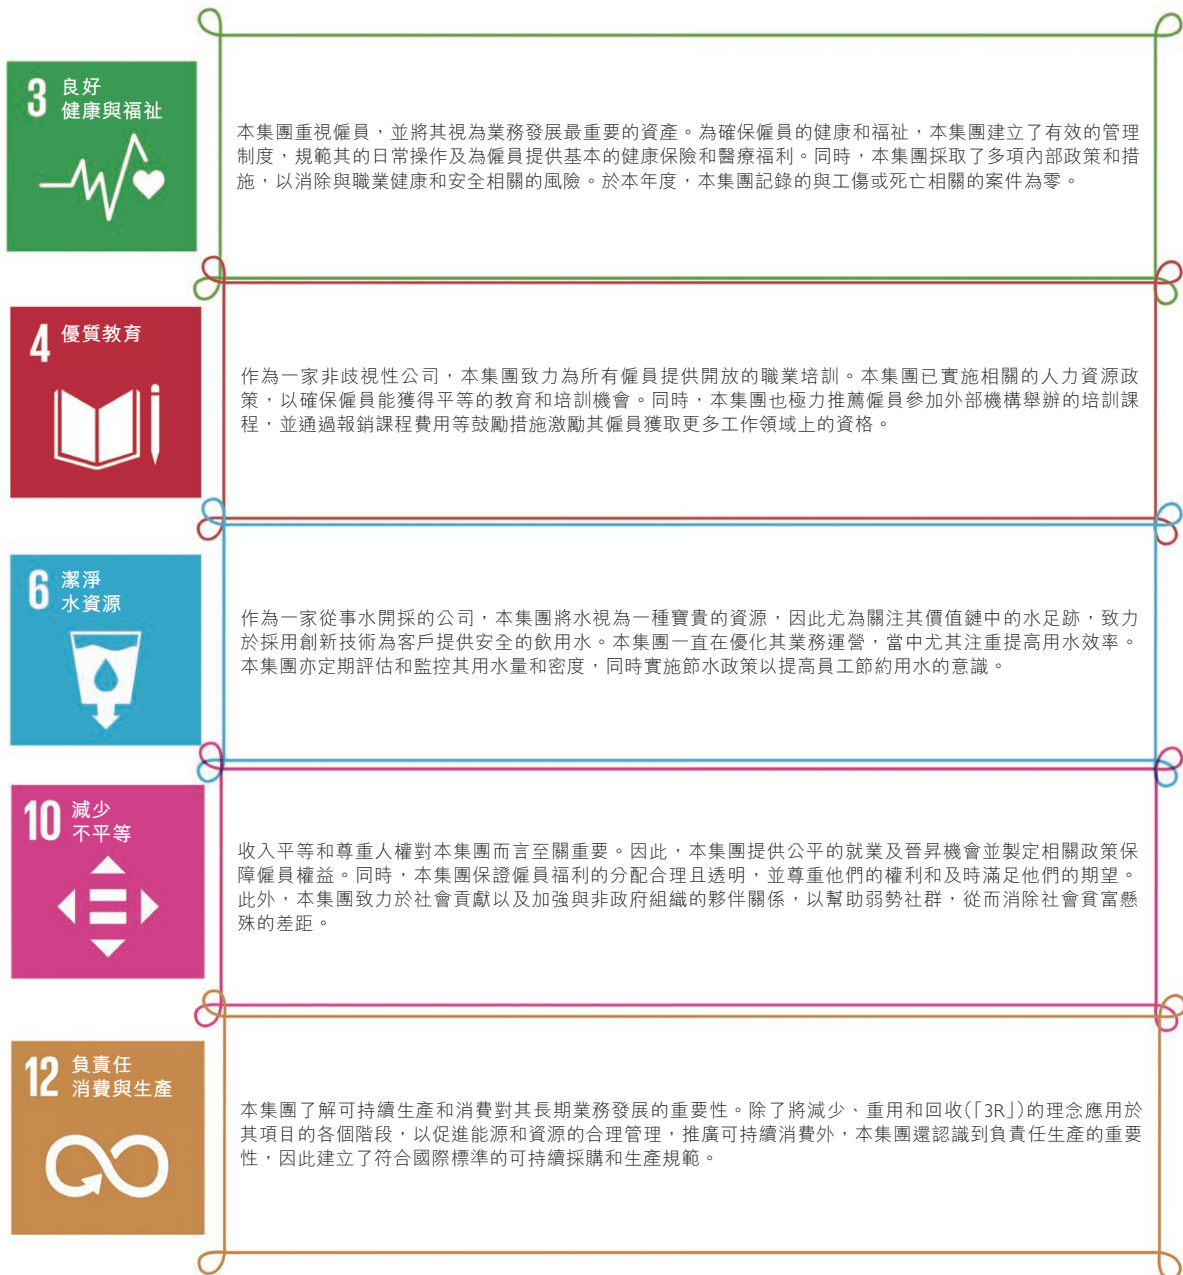 3 良好
健康與福祉
本集團重視僱員，並將其視為業務發展最重要的資產。為確保僱員的健康和福祉，本集團建立了有效的管理
制度，規範其的日常操作及為僱員提供基本的健康保險和醫療福利。同時，本集團採取了多項內部政策和措
施，以消除與職業健康和安全相關的風險。於本年度，本集團記錄的與工傷或死亡相關的案件為零。
4 優質教育
作為一家非歧視性公司，本集團致力為所有僱員提供開放的職業培訓。本集團已實施相關的人力資源政
策，以確保僱員能獲得平等的教育和培訓機會。同時，本集團也極力推薦僱員參加外部機構舉辦的培訓課
程，並通過報銷課程費用等鼓勵措施激勵其僱員獲取更多工作領域上的資格。
6 潔淨
水資源
作為一家從事水開採的公司，本集團將水視為一種寶貴的資源，因此尤為關注其價值鏈中的水足跡，致力
於採用創新技術為客戶提供安全的飲用水。本集團一直在優化其業務運營，當中尤其注重提高用水效率。
本集團亦定期評估和監控其用水量和密度，同時實施節水政策以提高員工節約用水的意識。
10 減少
不平等
收入平等和尊重人權對本集團而言至關重要。因此，本集團提供公平的就業及晉昇機會並製定相關政策保
障僱員權益。同時，本集團保證僱員福利的分配合理且透明，並尊重他們的權利和及時滿足他們的期望。
此外，本集團致力於社會貢獻以及加強與非政府組織的夥伴關係，以幫助弱勢社群，從而消除社會貧富懸
殊的差距。
12 負責任
消費與生產
本集團了解可持續生產和消費對其長期業務發展的重要性。除了將減少、重用和回收(「3R」)的理念應用於
其項目的各個階段，以促進能源和資源的合理管理，推廣可持續消費外，本集團還認識到負責任生產的重要
性，因此建立了符合國際標準的可持續採購和生產規範。